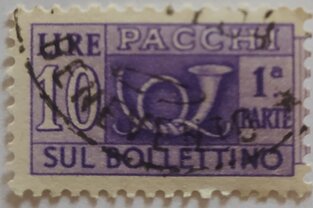 LIRE PACCHI
10 1ª
PARTE
SUL BOLLETTINO